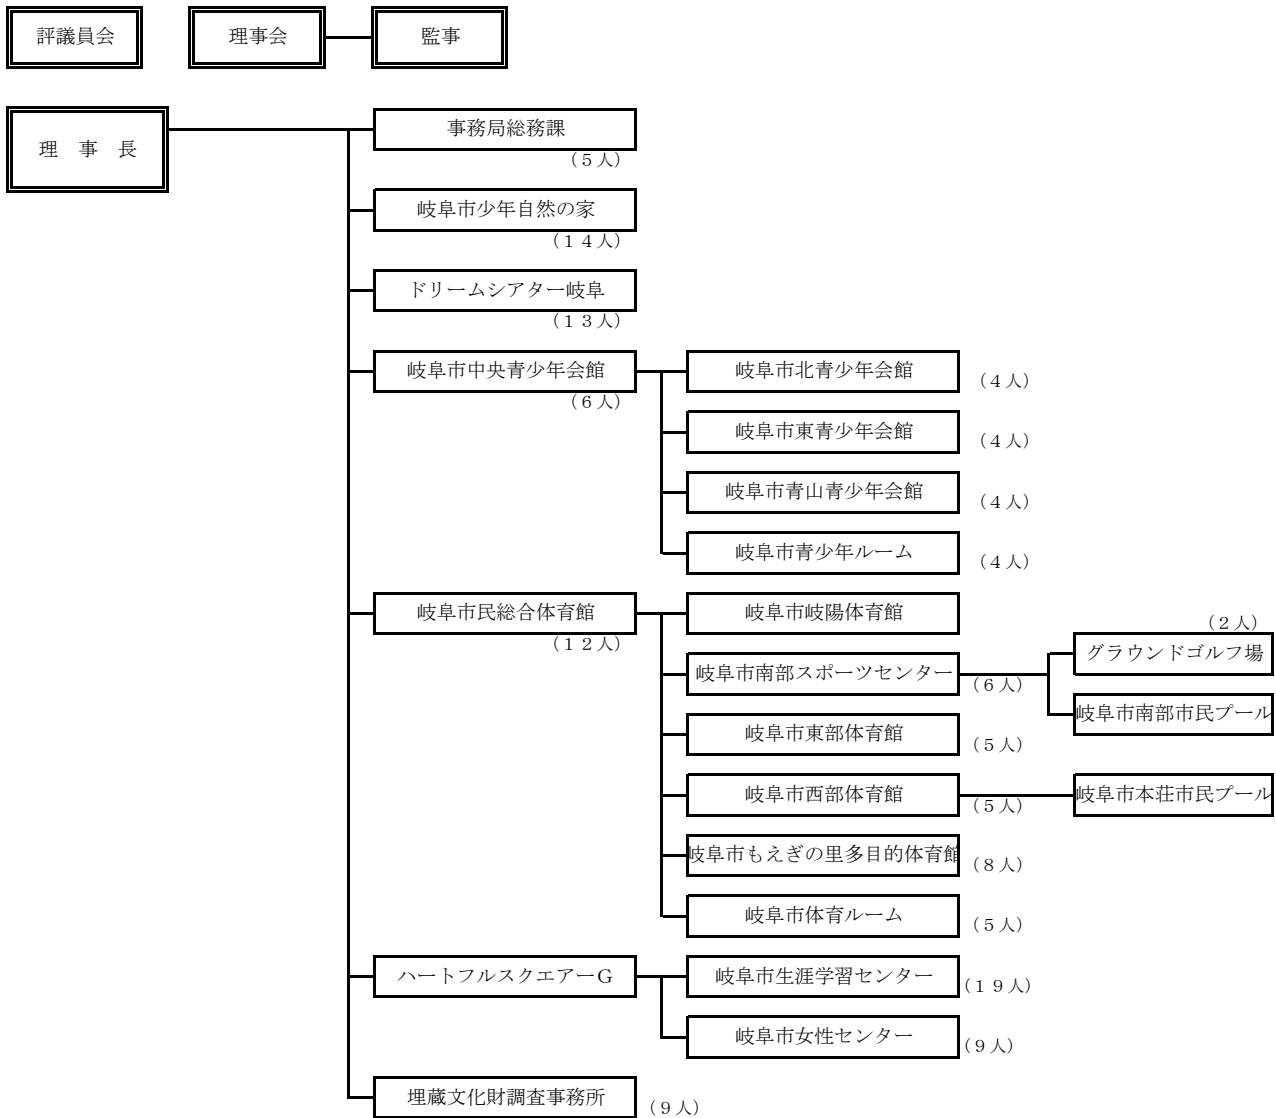 評議員会
理事会
監事
理　事　長
事務局総務課
（５人）
岐阜市少年自然の家
（１４人）
ドリームシアター岐阜
（１３人）
岐阜市中央青少年会館
（６人）
岐阜市北青少年会館
（４人）
岐阜市東青少年会館
（４人）
岐阜市青山青少年会館
（４人）
岐阜市青少年ルーム
（４人）
岐阜市民総合体育館
（１２人）
岐阜市岐陽体育館
岐阜市南部スポーツセンター
（６人）
（２人）
グラウンドゴルフ場
岐阜市南部市民プール
岐阜市東部体育館
（５人）
岐阜市西部体育館
（５人）
岐阜市本荘市民プール
岐阜市もえぎの里多目的体育館
（８人）
岐阜市体育ルーム
（５人）
ハートフルスクエアーG
岐阜市生涯学習センター
（１９人）
岐阜市女性センター
（９人）
埋蔵文化財調査事務所
（９人）